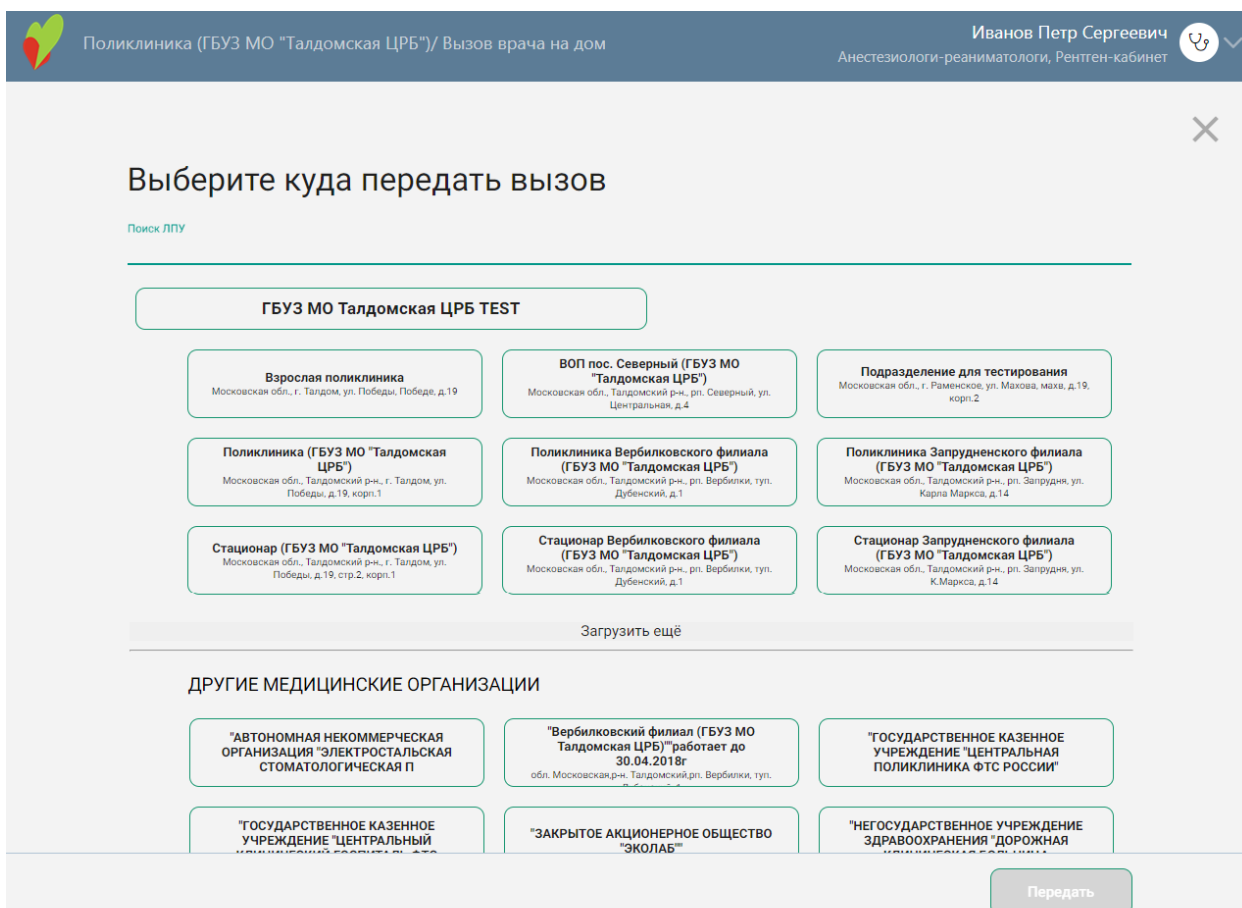 Поликлиника (ГБУЗ МО "Талдомская ЦРБ")/ Вызов врача на дом
Иванов Петр Сергеевич
Анестезиологи-реаниматологи, Рентген-кабинет
Выберите куда передать вызов
Поиск ЛПУ
ГБУЗ МО Талдомская ЦРБ TEST
Взрослая поликлиника
Московская обл., г. Талдом, ул. Победы, Победе, д.19
ВОП пос. Северный (ГБУЗ МО
"Талдомская ЦРБ")
Московская обл., Талдомский р-н., рп. Северный, ул.
Центральная, д.4
Подразделение для тестирования
Московская обл., г. Раменское, ул. Махова, махв, д.19,
корп.2
Поликлиника (ГБУЗ МО "Талдомская
ЦРБ")
Московская обл., Талдомский р-н., г. Талдом, ул.
Победы, д.19, корп.1
Поликлиника Вербилковского филиала
(ГБУЗ МО "Талдомская ЦРБ")
Московская обл., Талдомский р-н., рп. Вербилки, туп.
Дубенский, д.1
Поликлиника Запрудненского филиала
(ГБУЗ МО "Талдомская ЦРБ")
Московская обл., Талдомский р-н., рп. Запрудня, ул.
Карла Маркса, д.14
Стационар (ГБУЗ МО "Талдомская ЦРБ")
Московская обл., Талдомский р-н., г. Талдом, ул.
Победы, д.19, стр.2, корп.1
Стационар Вербилковского филиала
(ГБУЗ МО "Талдомская ЦРБ")
Московская обл., Талдомский р-н., рп. Вербилки, туп.
Дубенский, д.1
Стационар Запрудненского филиала
(ГБУЗ МО "Талдомская ЦРБ")
Московская обл., Талдомский р-н., рп. Запрудня, ул.
К.Маркса, д.14
Загрузить ещё
ДРУГИЕ МЕДИЦИНСКИЕ ОРГАНИЗАЦИИ
"АВТОНОМНАЯ НЕКОММЕРЧЕСКАЯ
ОРГАНИЗАЦИЯ "ЭЛЕКТРОСТАЛЬСКАЯ
СТОМАТОЛОГИЧЕСКАЯ П
"Вербилковский филиал (ГБУЗ МО
Талдомская ЦРБ)""работает до
30.04.2018г
обл. Московская,р-н. Талдомский,рп. Вербилки, туп.
"ГОСУДАРСТВЕННОЕ КАЗЕННОЕ
УЧРЕЖДЕНИЕ "ЦЕНТРАЛЬНАЯ
ПОЛИКЛИНИКА ФТС РОССИИ"
"ГОСУДАРСТВЕННОЕ КАЗЕННОЕ
УЧРЕЖДЕНИЕ "ЦЕНТРАЛЬНЫЙ
КЛИНИЧЕСКИЙ ГОСПИТАЛЬ ФТС
"ЗАКРЫТОЕ АКЦИОНЕРНОЕ ОБЩЕСТВО
"ЭКОЛАБ""
"НЕГОСУДАРСТВЕННОЕ УЧРЕЖДЕНИЕ
ЗДРАВООХРАНЕНИЯ "ДОРОЖНАЯ
КЛИНИЧЕСКАЯ БОЛЬНИЦА
Передать